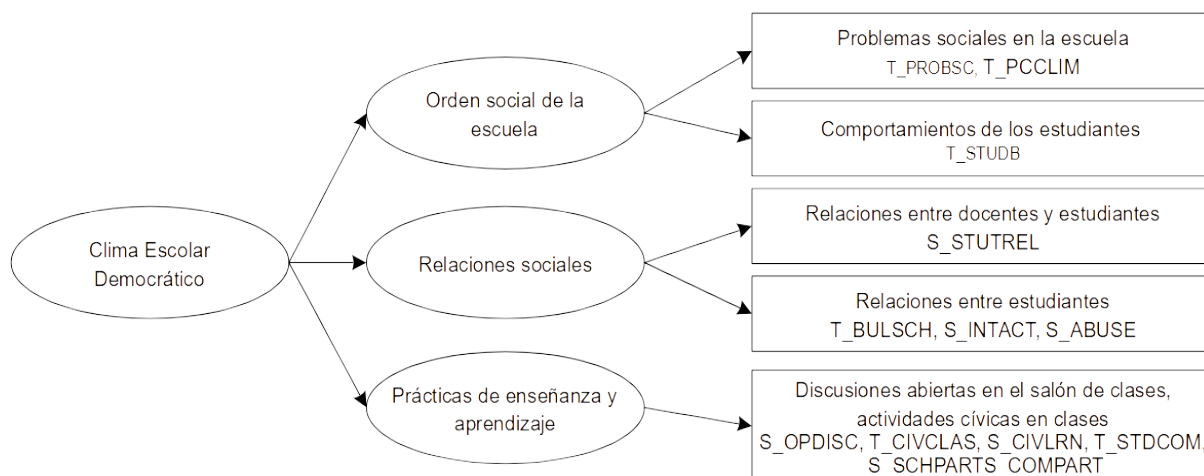 Clima Escolar
Democrático
Orden social de la
escuela
Relaciones sociales
Prácticas de enseñanza y
aprendizaje
Problemas sociales en la escuela
T_PROBSC, T_PCCLIM
Comportamientos de los estudiantes
T_STUDB
Relaciones entre docentes y estudiantes
S_STUTREL
Relaciones entre estudiantes
T_BULSCH, S_INTACT, S_ABUSE
Discusiones abiertas en el salón de clases,
actividades cívicas en clases
S_OPDISC, T_CIVCLAS, S_CIVLRN, T_STDCOM,
S_SCHPARTS_COMPART